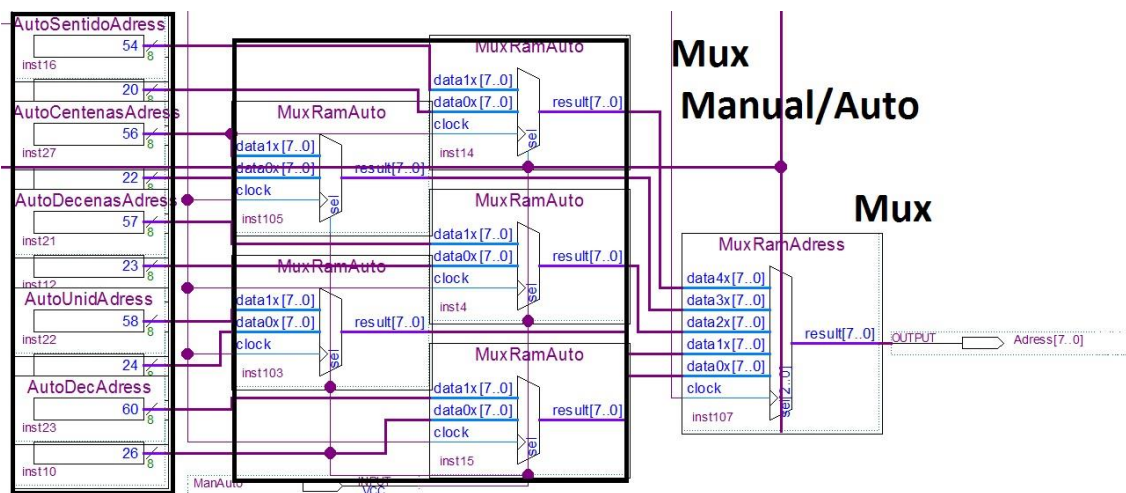 AutoSentidoAdress
54
8
inst16
20
AutoCentenasAdress
56
8
inst27
22
AutoDecenasAdress
57
8
inst21
23
inst12
AutoUnidAdress
58
8
inst22
24
AutoDecAdress
60
8
inst23
26
8
inst10
MuxRamAuto
data1x[7..0]
data0x[7..0]
clock
result[7..0]
sel
inst105
MuxRamAuto
data1x[7..0]
data0x[7..0]
clock
result[7..0]
sel
inst103
MuxRamAuto
data1x[7..0]
data0x[7..0]
clock
result[7..0]
sel
inst14
MuxRamAuto
data1x[7..0]
data0x[7..0]
clock
result[7..0]
sel
inst4
MuxRamAuto
data1x[7..0]
data0x[7..0]
clock
result[7..0]
sel
inst15
ManAuto
INPUT
VCC
Mux
Manual/Auto
Mux
MuxRamAdress
data4x[7..0]
data3x[7..0]
data2x[7..0]
data1x[7..0]
data0x[7..0]
clock
result[7..0]
sel[2..0]
inst107
OUTPUT
Adress[7..0]